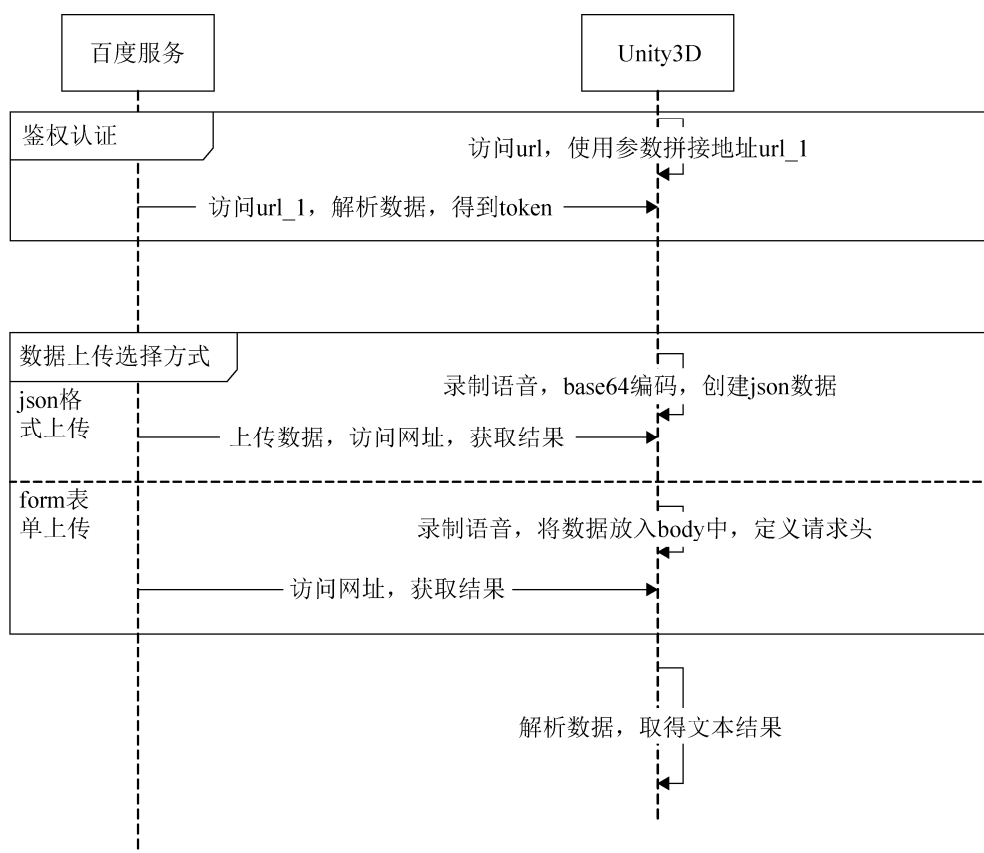 百度服务
Unity3D
鉴权认证
访问url，使用参数拼接地址url_1
访问url_1，解析数据，得到token
数据上传选择方式
录制语音，base64编码，创建json数据
json格
式上传
上传数据，访问网址，获取结果
form表
单上传
录制语音，将数据放入body中，定义请求头
访问网址，获取结果
解析数据，取得文本结果